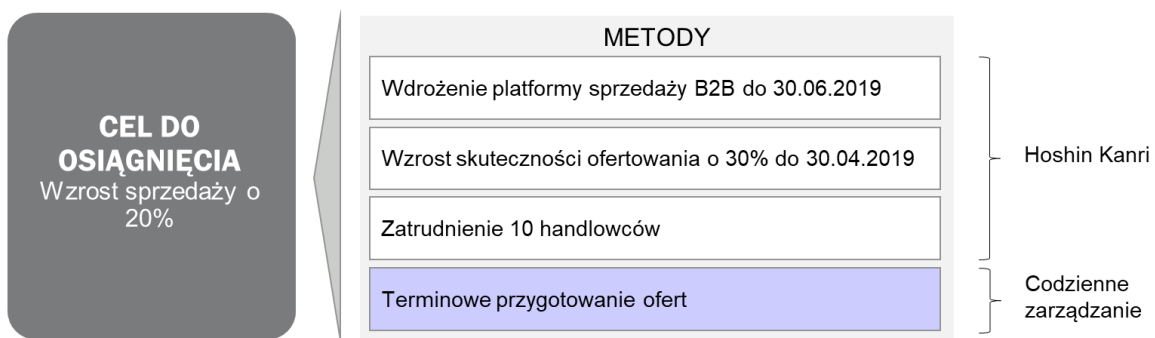 CEL DO
OSIĄGNIĘCIA
Wzrost sprzedaży o
20%
METODY
Wdrożenie platformy sprzedaży B2B do 30.06.2019
Wzrost skuteczności ofertowania o 30% do 30.04.2019
Zatrudnienie 10 handlowców
Terminowe przygotowanie ofert
Hoshin Kanri
Codzienne
zarządzanie